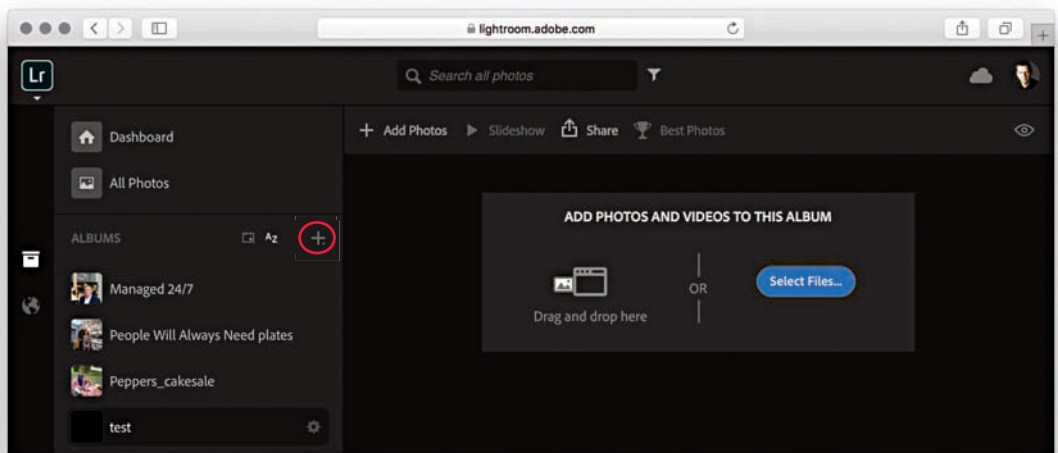 lightroom.adobe.com
Lr
Search all photos
Dashboard
All Photos
+ Add Photos Slideshow Share Best Photos
ALBUMS AZ +
Managed 24/7
People Will Always Need plates
Peppers_cakesale
test
ADD PHOTOS AND VIDEOS TO THIS ALBUM
Drag and drop here
OR
Select Files...